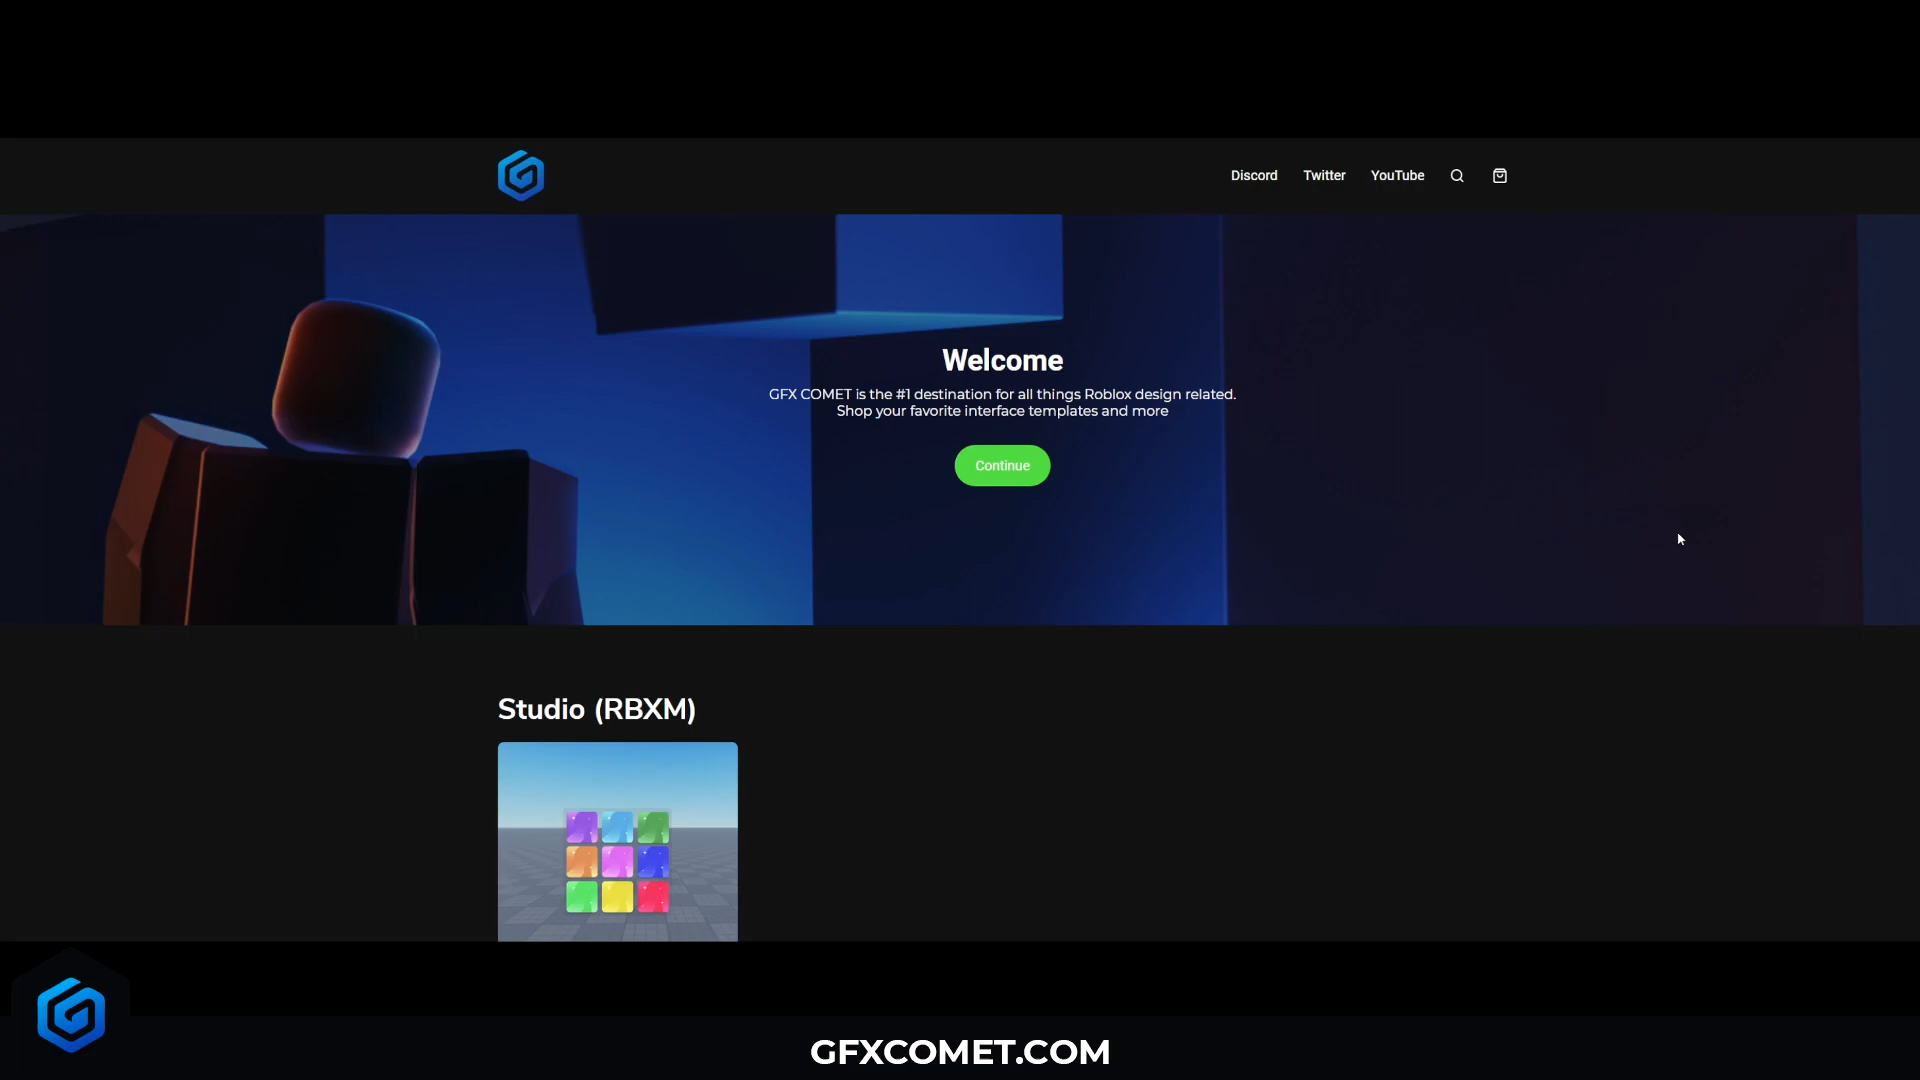 Discord Twitter YouTube
Welcome
GFX COMET is the #1 destination for all things Roblox design related.
Shop your favorite interface templates and more
Continue
Studio (RBXM)
GFXCOMET.COM